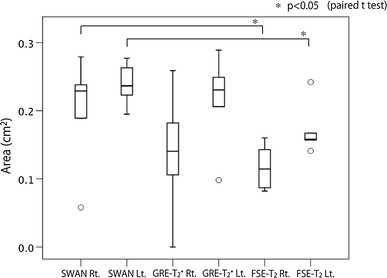 * p<0.05 (paired t test)
*
*
0.3
0.2
0.1
0.0
Area (cm²)
SWAN Rt. SWAN Lt. GRE-T₂* Rt. GRE-T₂* Lt. FSE-T₂ Rt. FSE-T₂ Lt.